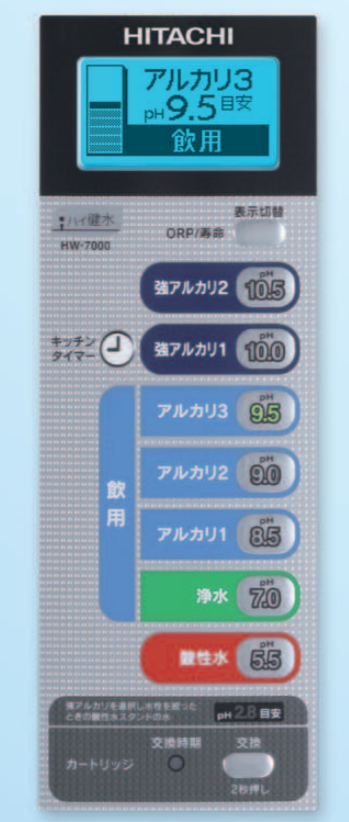 HITACHI
アルカリ3
pH9.5目安
飲用
ハイ健水
HW-7000
表示切替
ORP/寿命
強アルカリ2
pH
10.5
キッチン
タイマー
強アルカリ1
pH
10.0
飲用
アルカリ3
pH
9.5
アルカリ2
pH
9.0
アルカリ1
pH
8.5
浄水
pH
7.0
酸性水
pH
5.5
強アルカリを選択し水栓を絞った
ときの酸性水スタンドの水
pH 2.8 目安
カートリッジ
交換時期
交換
2秒押し